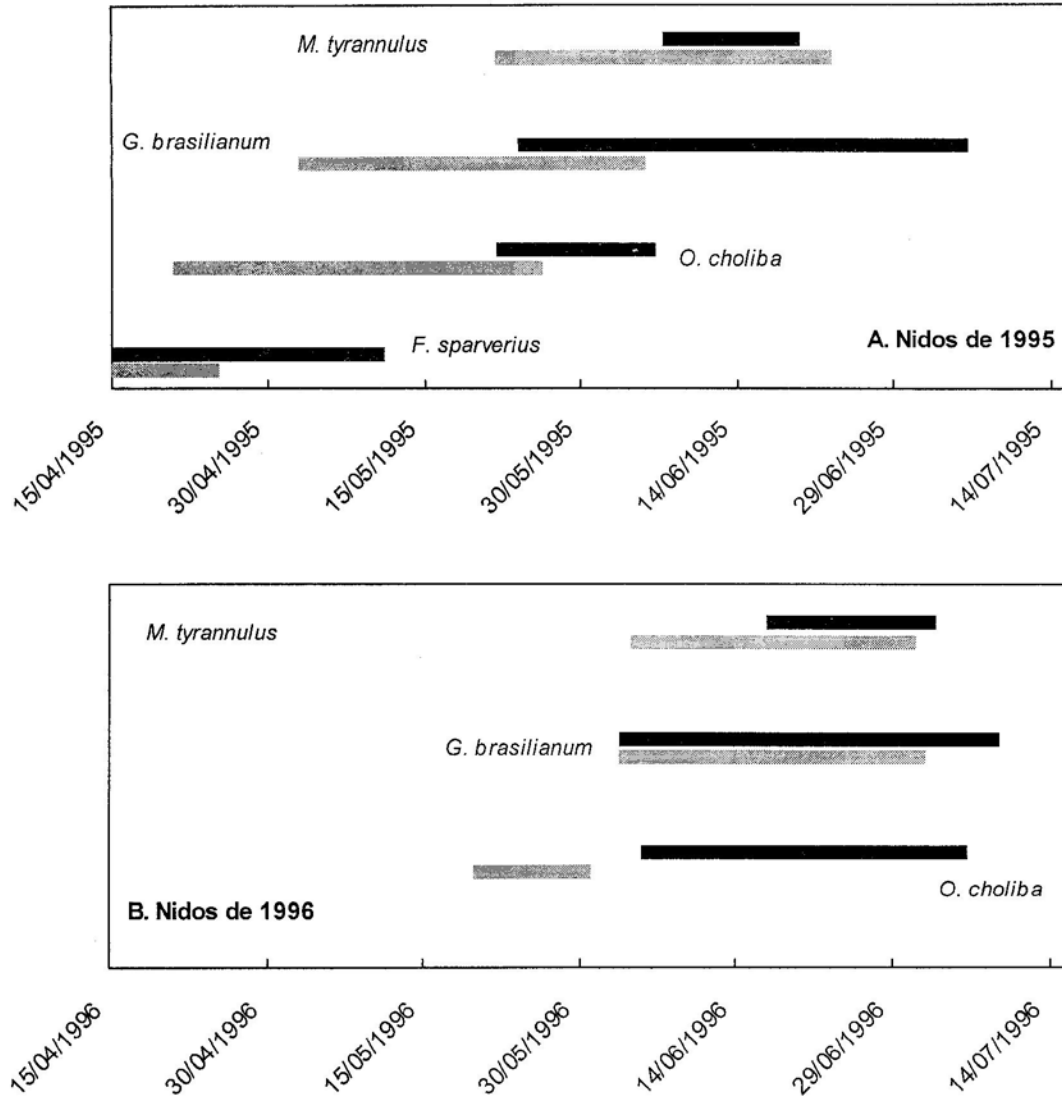 M. tyrannulus
G. brasilianum
O. choliba
F. sparverius
A. Nidos de 1995
15/04/1995
30/04/1995
15/05/1995
30/05/1995
14/06/1995
29/06/1995
14/07/1995
M. tyrannulus
G. brasilianum
O. choliba
B. Nidos de 1996
15/04/1996
30/04/1996
15/05/1996
30/05/1996
14/06/1996
29/06/1996
14/07/1996